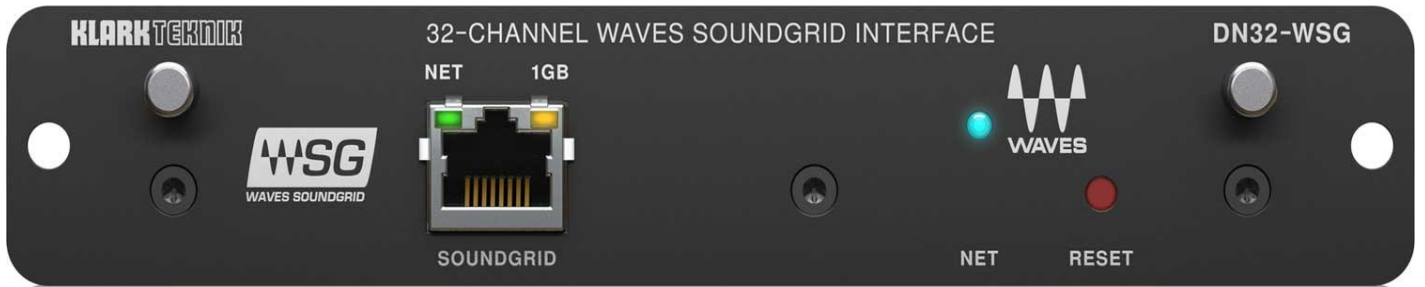 KLARK TEKNIK
32-CHANNEL WAVES SOUNDGRID INTERFACE
DN32-WSG
NET
1GB
WSG
WAVES SOUNDGRID
WAVES
SOUNDGRID
NET
RESET